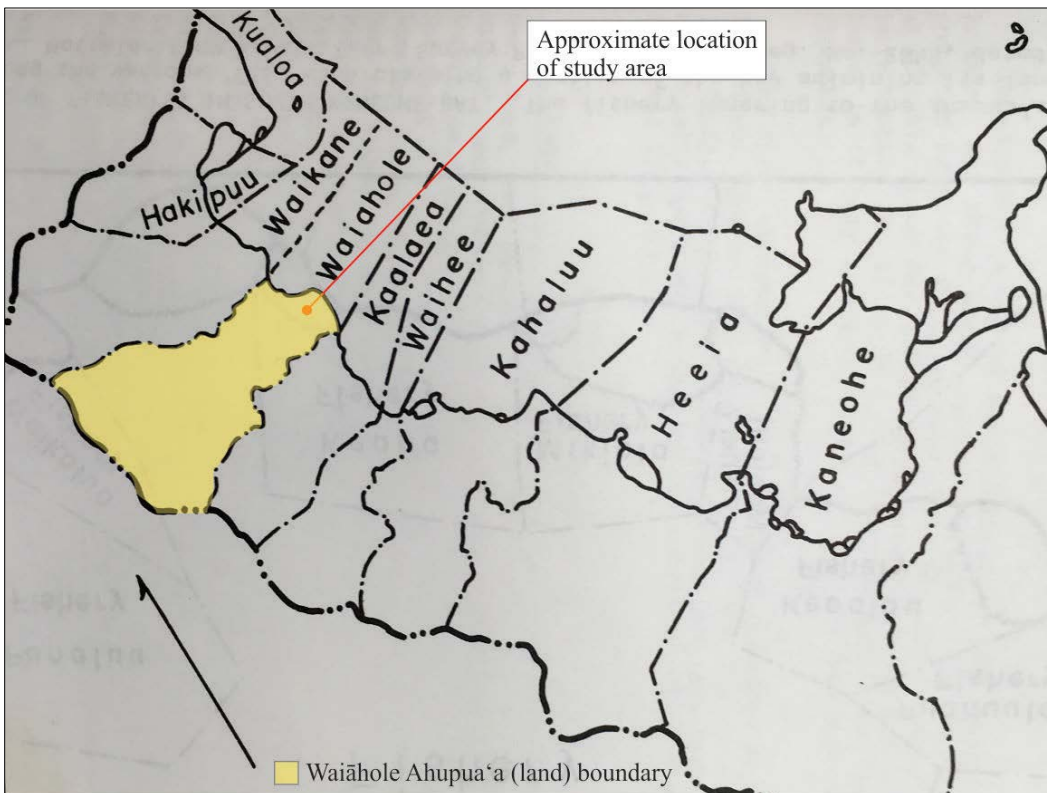 Approximate location
of study area
Kualoa
Hakipuu
Waikane
Waiahole
Kaalaea
Waihee
Kahaluu
Heeia
Kaneohe
Waiāhole Ahupuaʻa (land) boundary